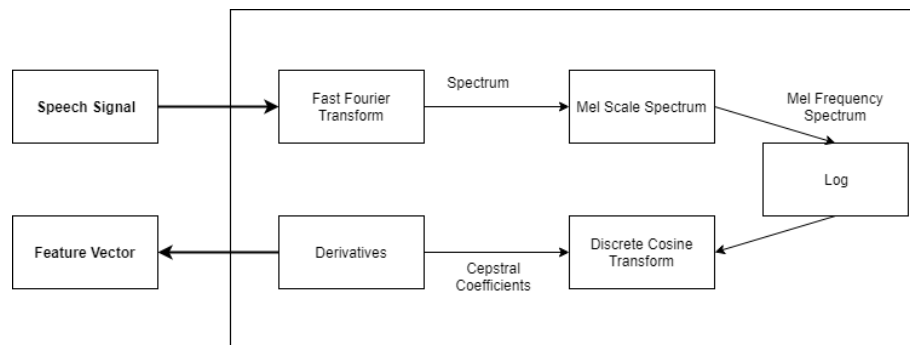 Spectrum
Speech Signal
Fast Fourier
Transform
Mel Scale Spectrum
Mel Frequency
Spectrum
Log
Feature Vector
Derivatives
Cepstral
Coefficients
Discrete Cosine
Transform